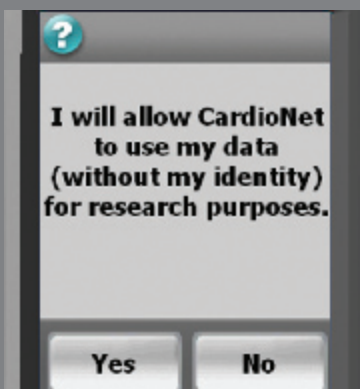 ?
I will allow CardioNet
to use my data
(without my identity)
for research purposes.
Yes No